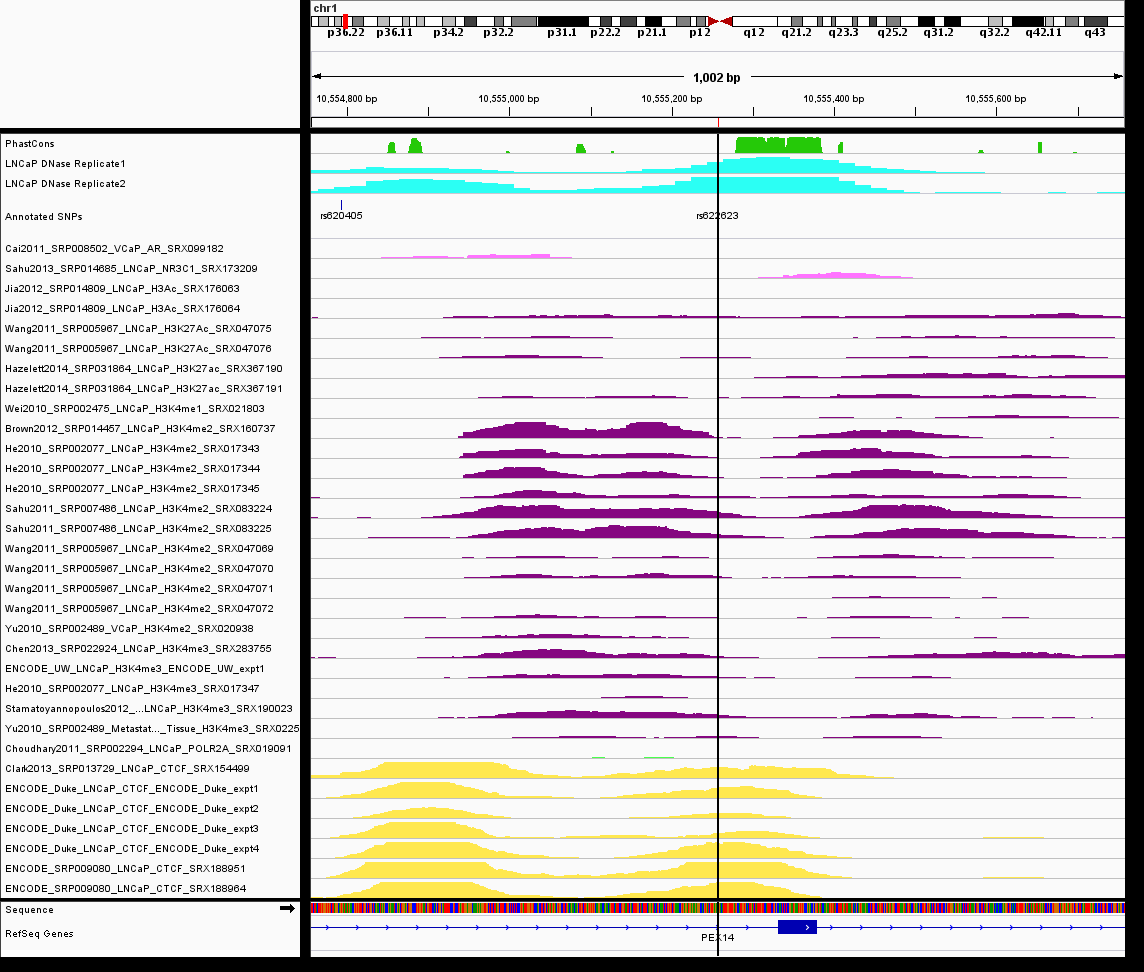 chr1
p36.22 p36.11 p34.2 p32.2 p31.1 p22.2 p21.1 p12 q12 q21.2 q23.3 q25.2 q31.2 q32.2 q42.11 q43
1,002 bp
10,554,800 bp 10,555,000 bp 10,555,200 bp 10,555,400 bp 10,555,600 bp
PhastCons
LNCaP DNase Replicate1
LNCaP DNase Replicate2
Annotated SNPs
rs620405 rs622623
Cai2011_SRP008502_VCaP_AR_SRX099182
Sahu2013_SRP014685_LNCaP_NR3C1_SRX173209
Jia2012_SRP014809_LNCaP_H3Ac_SRX176063
Jia2012_SRP014809_LNCaP_H3Ac_SRX176064
Wang2011_SRP005967_LNCaP_H3K27Ac_SRX047075
Wang2011_SRP005967_LNCaP_H3K27Ac_SRX047076
Hazelett2014_SRP031864_LNCaP_H3K27ac_SRX367190
Hazelett2014_SRP031864_LNCaP_H3K27ac_SRX367191
Wei2010_SRP002475_LNCaP_H3K4me1_SRX021803
Brown2012_SRP014457_LNCaP_H3K4me2_SRX160737
He2010_SRP002077_LNCaP_H3K4me2_SRX017343
He2010_SRP002077_LNCaP_H3K4me2_SRX017344
He2010_SRP002077_LNCaP_H3K4me2_SRX017345
Sahu2011_SRP007486_LNCaP_H3K4me2_SRX083224
Sahu2011_SRP007486_LNCaP_H3K4me2_SRX083225
Wang2011_SRP005967_LNCaP_H3K4me2_SRX047069
Wang2011_SRP005967_LNCaP_H3K4me2_SRX047070
Wang2011_SRP005967_LNCaP_H3K4me2_SRX047071
Wang2011_SRP005967_LNCaP_H3K4me2_SRX047072
Yu2010_SRP002489_VCaP_H3K4me2_SRX020938
Chen2013_SRP022924_LNCaP_H3K4me3_SRX283755
ENCODE_UW_LNCaP_H3K4me3_ENCODE_UW_expt1
He2010_SRP002077_LNCaP_H3K4me3_SRX017347
Stamatoyannopoulos2012_...LNCaP_H3K4me3_SRX190023
Yu2010_SRP002489_Metastat..._Tissue_H3K4me3_SRX0225
Choudhary2011_SRP002294_LNCaP_POLR2A_SRX019091
Clark2013_SRP013729_LNCaP_CTCF_SRX154499
ENCODE_Duke_LNCaP_CTCF_ENCODE_Duke_expt1
ENCODE_Duke_LNCaP_CTCF_ENCODE_Duke_expt2
ENCODE_Duke_LNCaP_CTCF_ENCODE_Duke_expt3
ENCODE_Duke_LNCaP_CTCF_ENCODE_Duke_expt4
ENCODE_SRP009080_LNCaP_CTCF_SRX188951
ENCODE_SRP009080_LNCaP_CTCF_SRX188964
Sequence
RefSeq Genes
PEX14